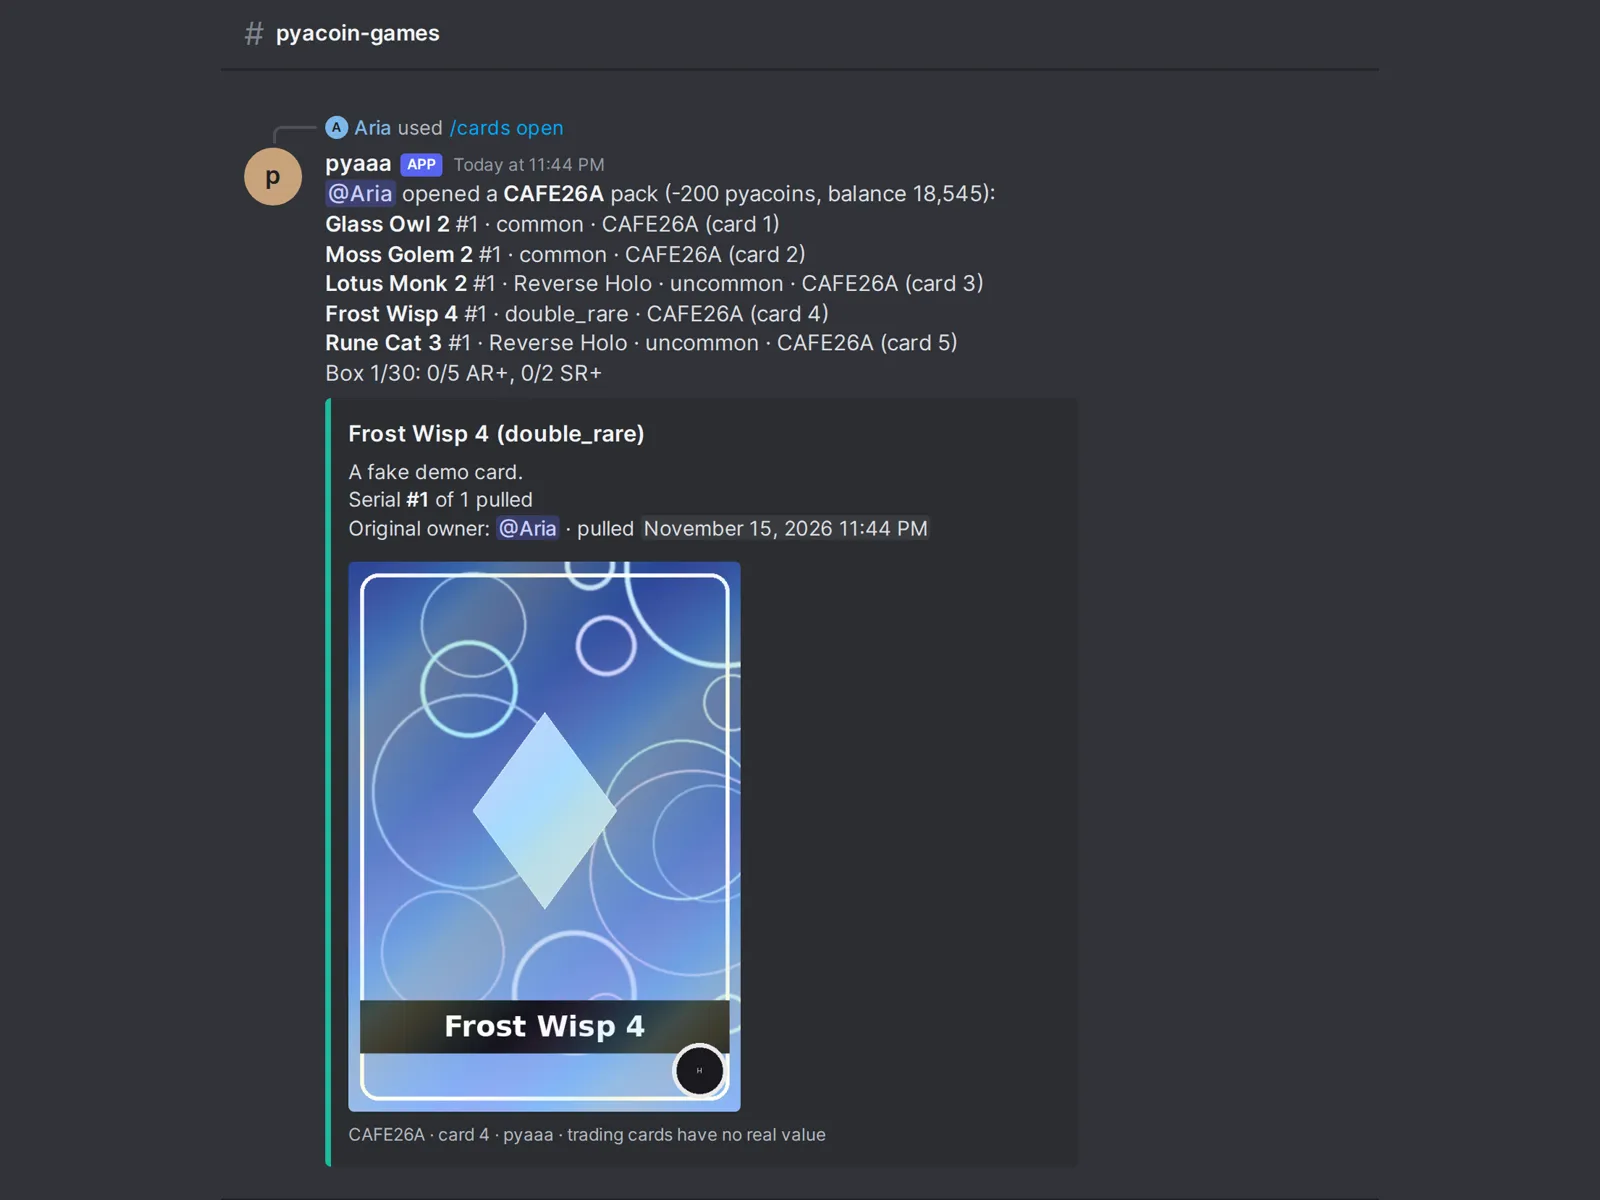 # pyacoin-games
A Aria used /cards open
p
pyaaa APP Today at 11:44 PM
@Aria opened a CAFE26A pack (-200 pyacoins, balance 18,545):
Glass Owl 2 #1 · common · CAFE26A (card 1)
Moss Golem 2 #1 · common · CAFE26A (card 2)
Lotus Monk 2 #1 · Reverse Holo · uncommon · CAFE26A (card 3)
Frost Wisp 4 #1 · double_rare · CAFE26A (card 4)
Rune Cat 3 #1 · Reverse Holo · uncommon · CAFE26A (card 5)
Box 1/30: 0/5 AR+, 0/2 SR+
Frost Wisp 4 (double_rare)
A fake demo card.
Serial #1 of 1 pulled
Original owner: @Aria · pulled November 15, 2026 11:44 PM
Frost Wisp 4
H
CAFE26A · card 4 · pyaaa · trading cards have no real value